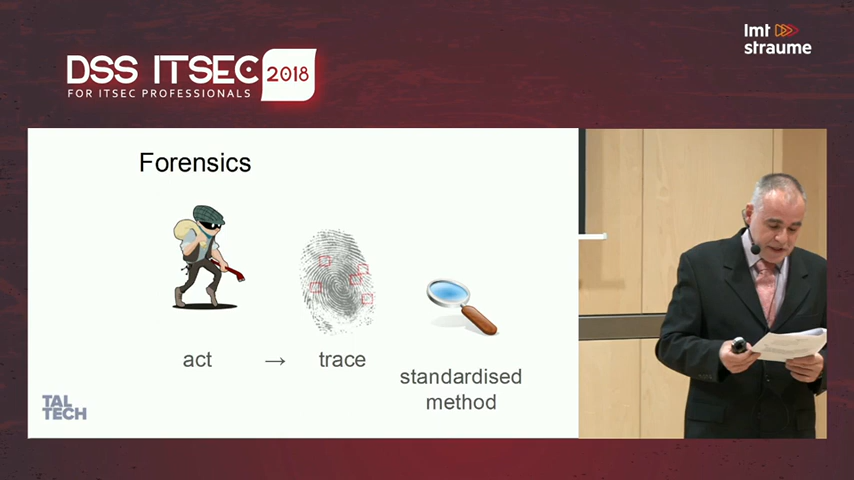 lmt
straume
DSS ITSEC 2018
FOR ITSEC PROFESSIONALS
Forensics
act → trace
standardised
method
TAL
TECH